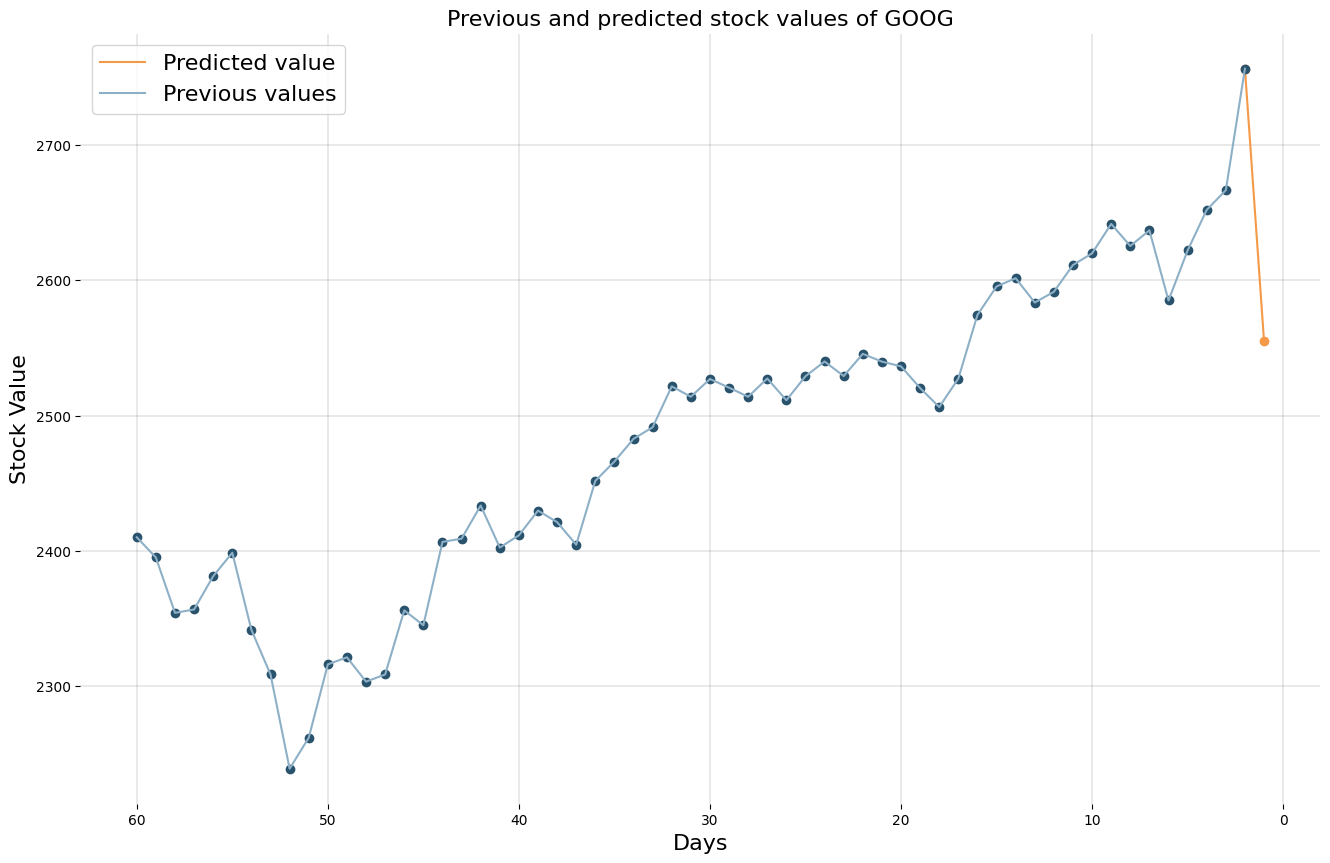 Previous and predicted stock values of GOOG
Predicted value
Previous values
2700
2600
2500
2400
2300
Stock Value
60 50 40 30 20 10 0
Days